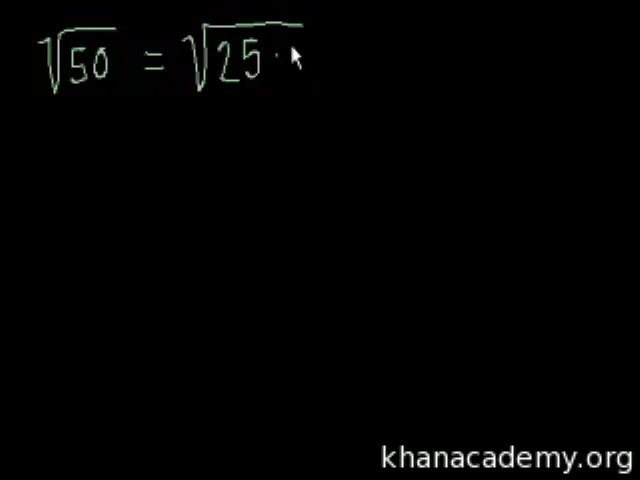 √50 = √25 ·
khanacademy.org